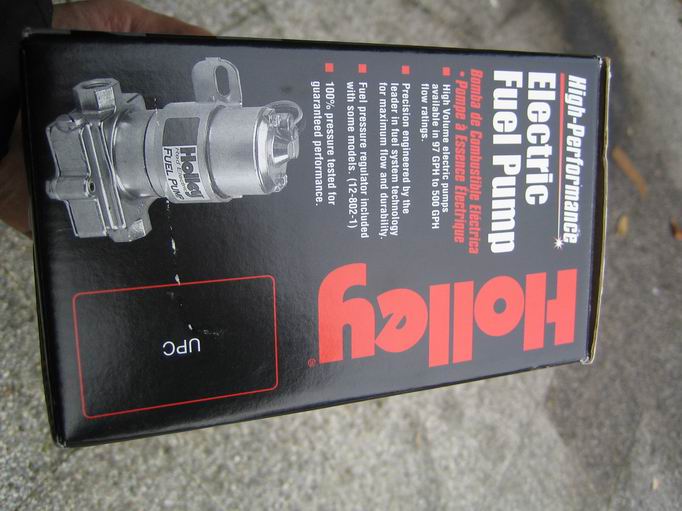 High-Performance
Electric
Fuel Pump
Bomba de Combustible Eléctrica
• Pompe à Essence Électrique
High Volume electric pumps
available in 97 GPH to 500 GPH
flow ratings.
Precision engineered by the
leader in fuel system technology
for maximum flow and durability.
Fuel pressure regulator included
with some models. (12-802-1)
100% pressure tested for
guaranteed performance.
Holley
FUEL PUMP
Holley®
UPC